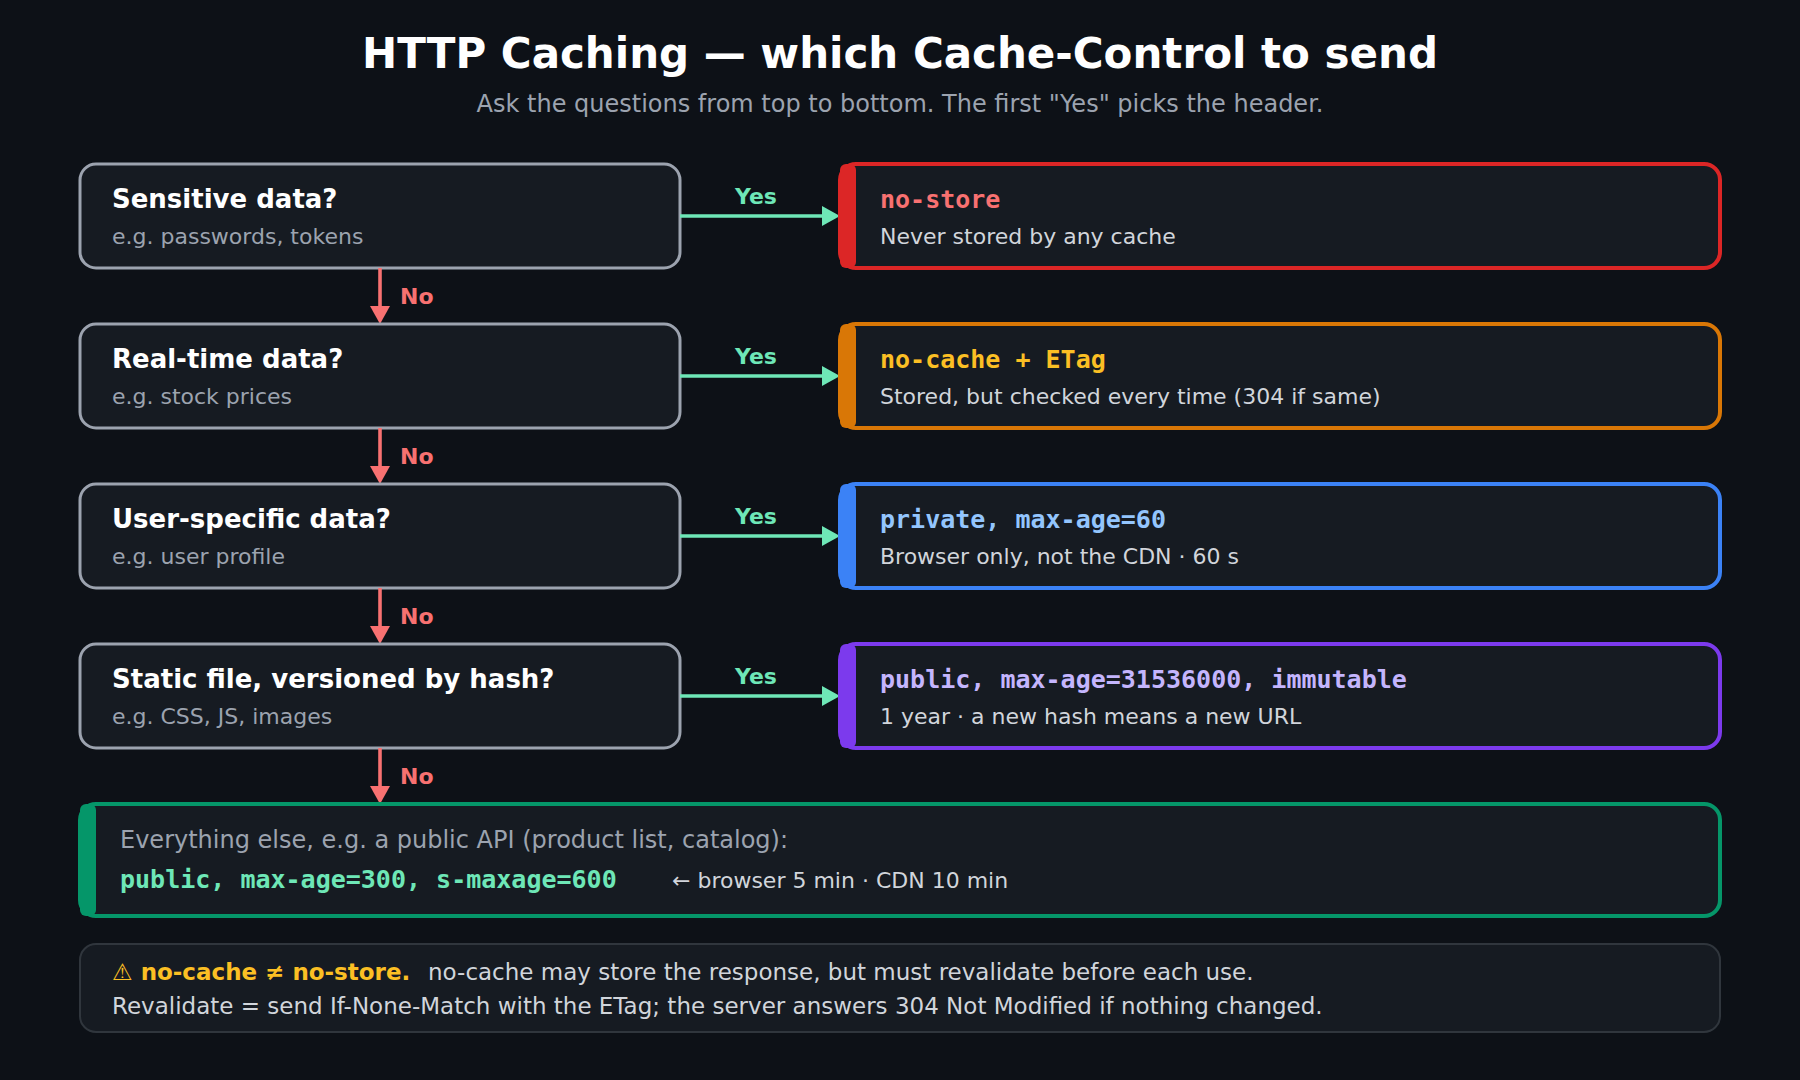 HTTP Caching — which Cache-Control to send
Ask the questions from top to bottom. The first "Yes" picks the header.
Sensitive data?
e.g. passwords, tokens
Yes
no-store
Never stored by any cache
No
Real-time data?
e.g. stock prices
Yes
no-cache + ETag
Stored, but checked every time (304 if same)
No
User-specific data?
e.g. user profile
Yes
private, max-age=60
Browser only, not the CDN · 60 s
No
Static file, versioned by hash?
e.g. CSS, JS, images
Yes
public, max-age=31536000, immutable
1 year · a new hash means a new URL
No
Everything else, e.g. a public API (product list, catalog):
public, max-age=300, s-maxage=600 ← browser 5 min · CDN 10 min
⚠ no-cache ≠ no-store. no-cache may store the response, but must revalidate before each use.
Revalidate = send If-None-Match with the ETag; the server answers 304 Not Modified if nothing changed.